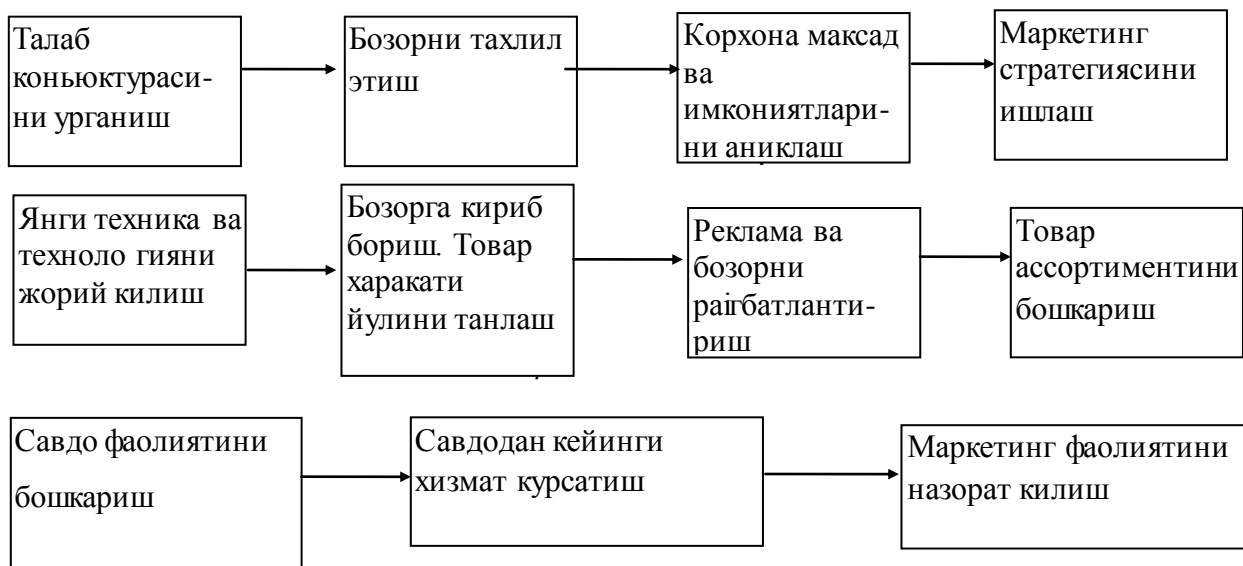 Талаб
коньюктураси-
ни урганиш
Бозорни тахлил
этиш
Корхона максад
ва
имкониятлари-
ни аниклаш
Маркетинг
стратегиясини
ишлаш
Янги техника ва
техноло гияни
жорий килиш
Бозорга кириб
бориш. Товар
харакати
йулини танлаш
Реклама ва
бозорни
раiгбатланти-
риш
Товар
ассортиментини
бошкариш
Савдо фаолиятини
бошкариш
Савдодан кейинги
хизмат курсатиш
Маркетинг фаолиятини
назорат килиш